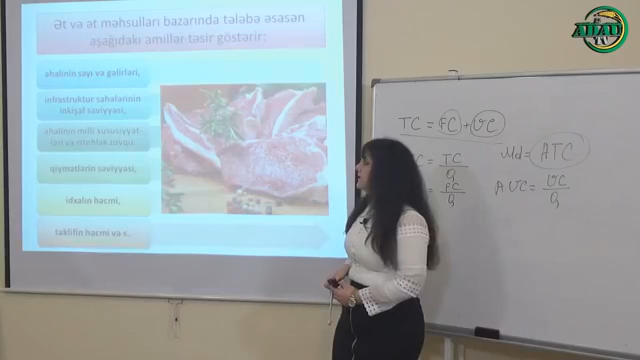 Ət və ət məhsulları bazarında tələbə əsasən
aşağıdakı amillər təsir göstərir:
əhalinin sayı və gəlirləri,
infrastruktur sahələrinin
inkişaf səviyyəsi,
əhalinin milli xüsusiyyət-
ləri və istehlak zövqü,
qiymətlərin səviyyəsi,
idxalın həcmi,
təklifin həcmi və s.
ADAU
TV
TC = FC + VC
C = TC
Q
= FC
Q
Md = ATC
AVC = VC
Q